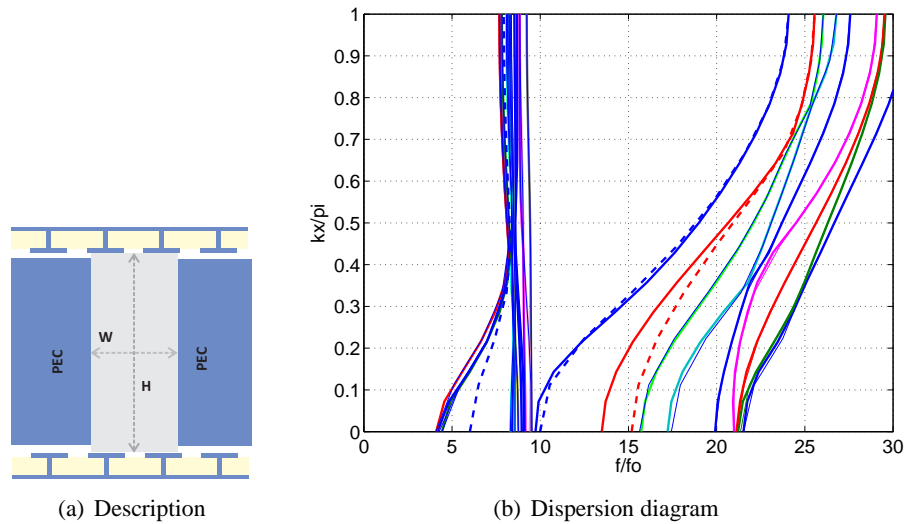 PEC
W
H
PEC
(a) Description
kx/pi
1
0.9
0.8
0.7
0.6
0.5
0.4
0.3
0.2
0.1
0
0 5 10 15 20 25 30
f/fo
(b) Dispersion diagram